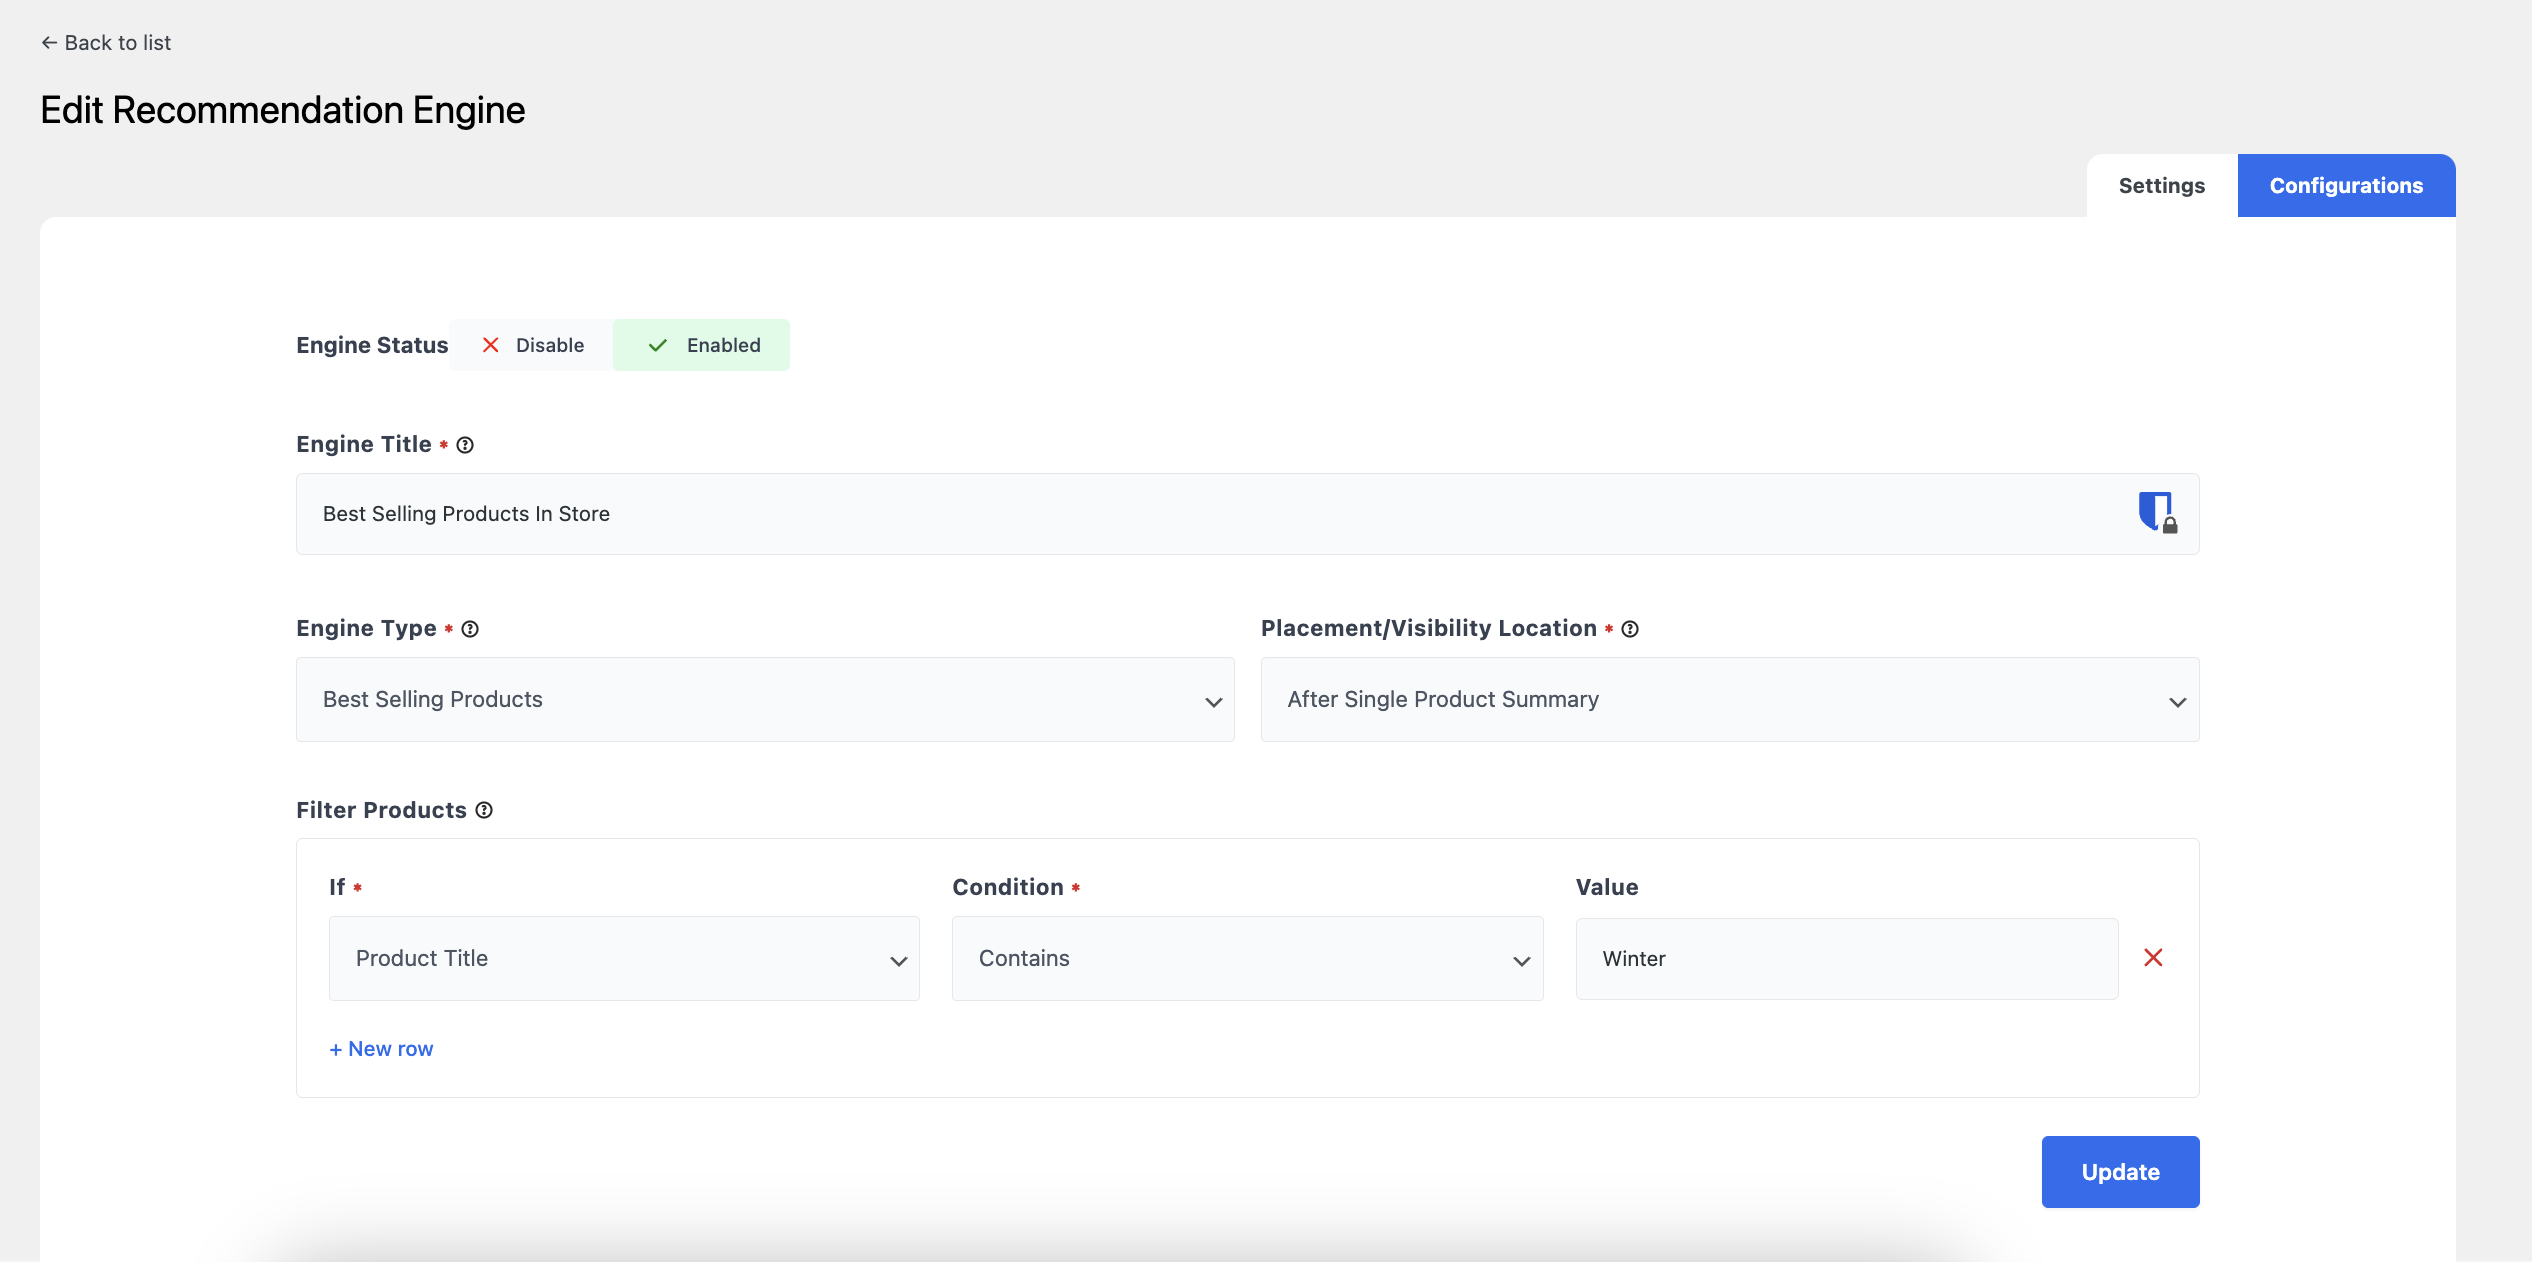 ← Back to list
Edit Recommendation Engine
Settings Configurations
Engine Status Disable Enabled
Engine Title *
Best Selling Products In Store
Engine Type * Placement/Visibility Location *
Best Selling Products After Single Product Summary
Filter Products
If * Condition * Value
Product Title Contains Winter
+ New row
Update